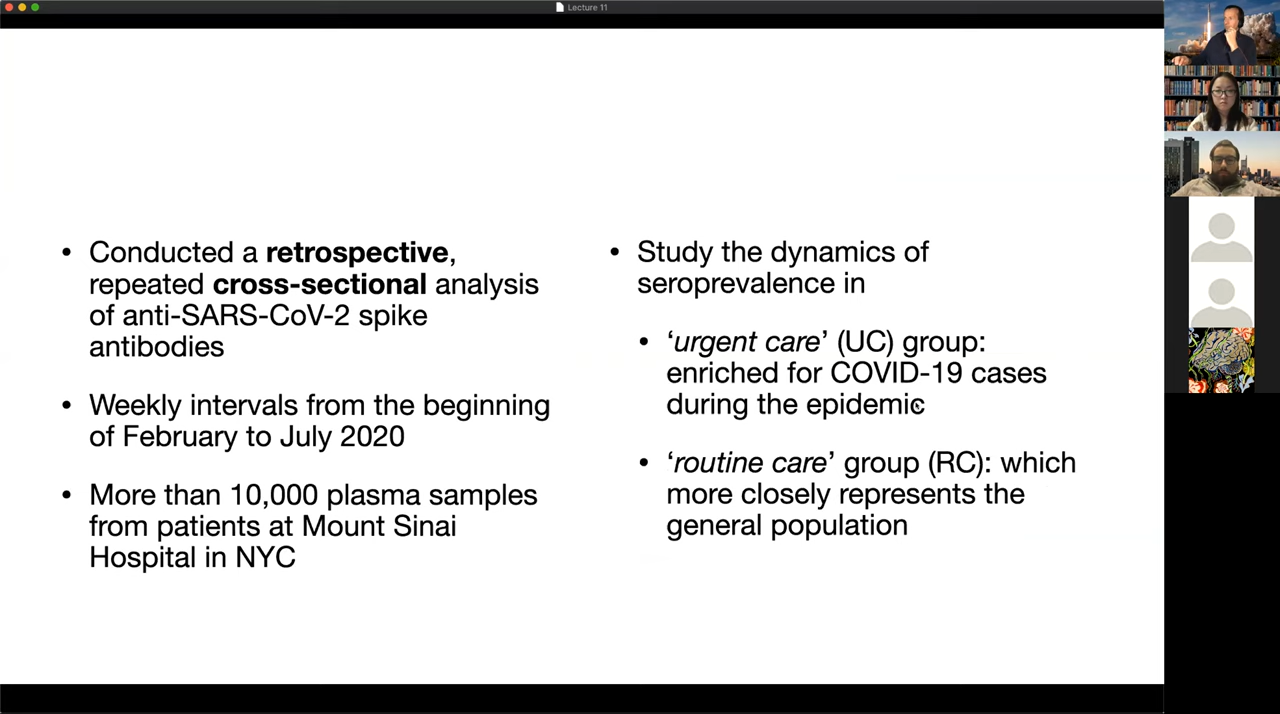 Lecture 11
• Conducted a retrospective,
repeated cross-sectional analysis
of anti-SARS-CoV-2 spike
antibodies
• Weekly intervals from the beginning
of February to July 2020
• More than 10,000 plasma samples
from patients at Mount Sinai
Hospital in NYC
• Study the dynamics of
seroprevalence in
• ‘urgent care’ (UC) group:
enriched for COVID-19 cases
during the epidemic
• ‘routine care’ group (RC): which
more closely represents the
general population